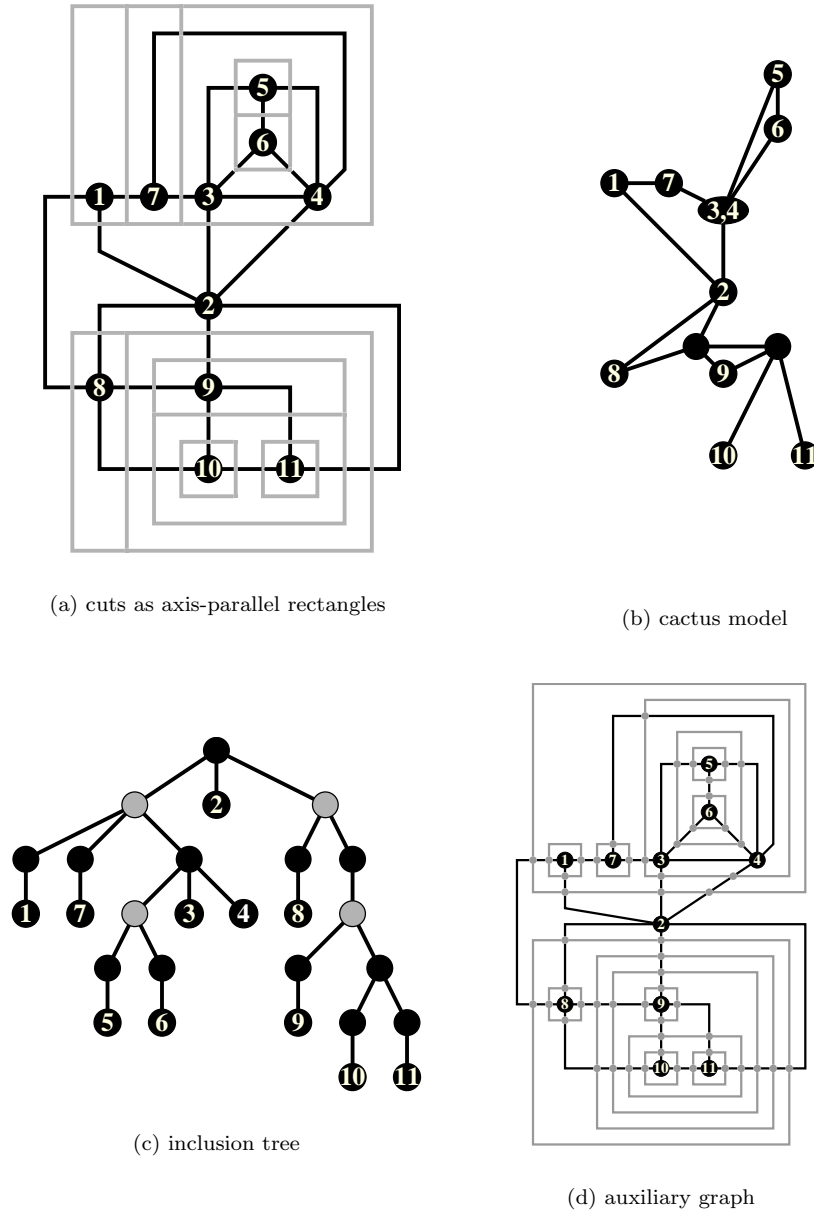 5
6
1 7 3 4
2
8 9
10 11
(a) cuts as axis-parallel rectangles
5
6
1 7
3,4
2
8 9
10 11
(b) cactus model
2
1 7 3 4 8
5 6 9
10 11
(c) inclusion tree
5
6
1 7 3 4
2
8 9
10 11
(d) auxiliary graph